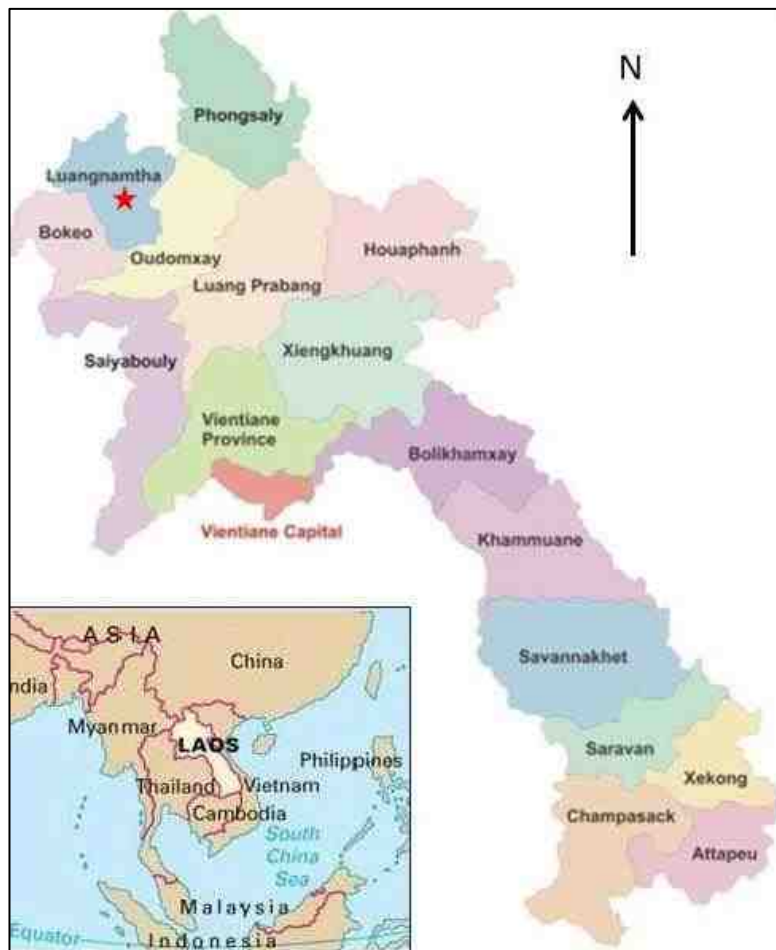 N
Phongsaly
Luangnamtha
Bokeo
Oudomxay
Houaphanh
Luang Prabang
Xiengkhuang
Saiyabouly
Vientiane
Province
Bolikhamxay
Vientiane Capital
Khammuane
Savannakhet
Saravan
Xekong
Champasack
Attapeu
ASIA
China
ndia
Myanmar
LAOS
Philippines
Thailand
Vietnam
Cambodia
South
China
Sea
Malaysia
Equator
Indonesia